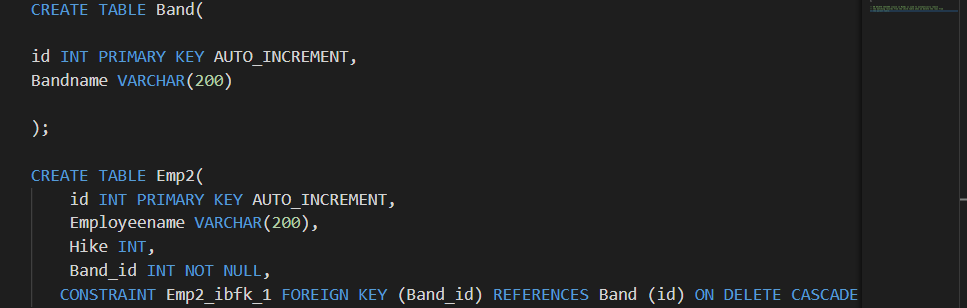 CREATE TABLE Band(
id INT PRIMARY KEY AUTO_INCREMENT,
Bandname VARCHAR(200)
);
CREATE TABLE Emp2(
id INT PRIMARY KEY AUTO_INCREMENT,
Employeename VARCHAR(200),
Hike INT,
Band_id INT NOT NULL,
CONSTRAINT Emp2_ibfk_1 FOREIGN KEY (Band_id) REFERENCES Band (id) ON DELETE CASCADE